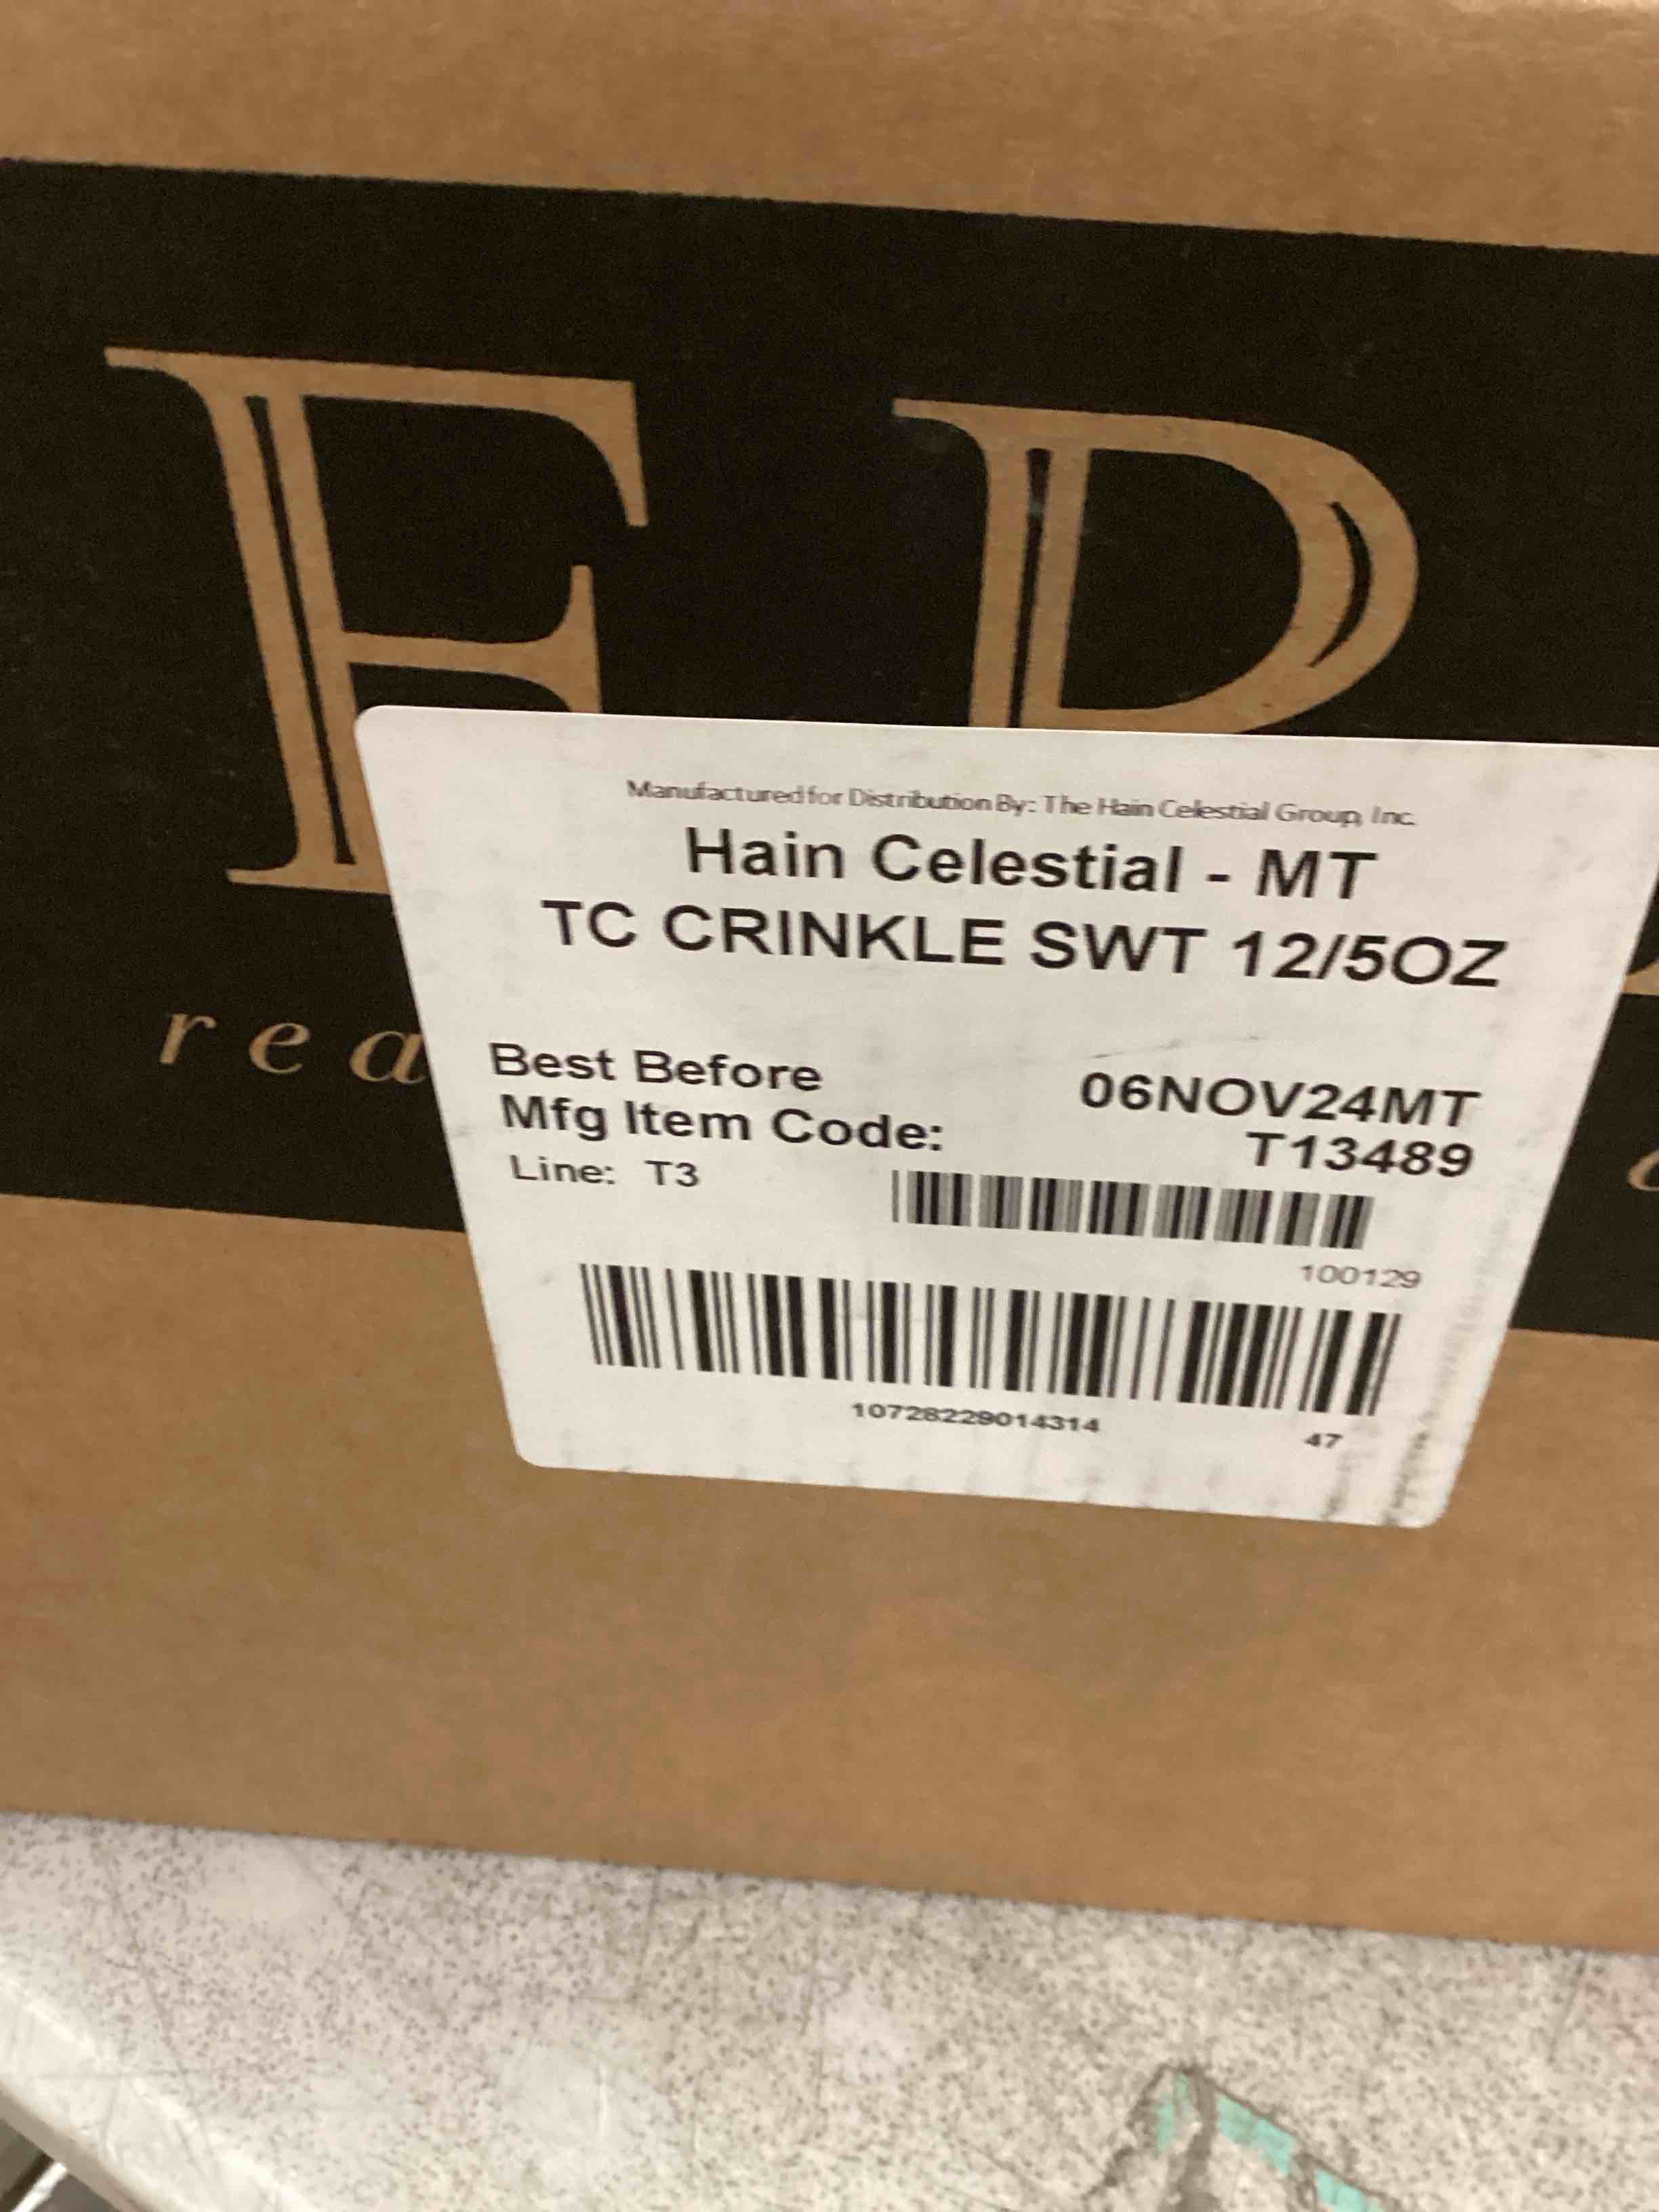 ER
rea
Manufactured for Distribution By: The Hain Celestial Group, Inc.
Hain Celestial - MT
TC CRINKLE SWT 12/5OZ
Best Before 06NOV24MT
Mfg Item Code: T13489
Line: T3
100129
10728229014314 47